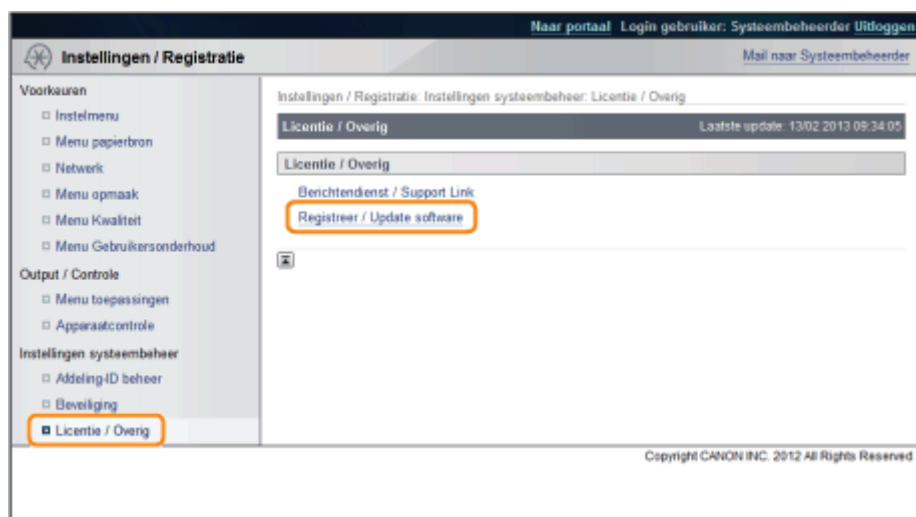 Naar portaal Login gebruiker: Systeembeheerder Uitloggen
Instellingen / Registratie
Mail naar Systeembeheerder
Voorkeuren
Instelmenu
Menu papierbron
Netwerk
Menu opmaak
Menu Kwaliteit
Menu Gebruikersonderhoud
Output / Controle
Menu toepassingen
Apparaatcontrole
Instellingen systeembeheer
Afdeling-ID beheer
Beveiliging
Licentie / Overig
Instellingen / Registratie: Instellingen systeembeheer: Licentie / Overig
Licentie / Overig
Laatste update: 13/02 2013 09:34:05
Licentie / Overig
Berichtendienst / Support Link
Registreer / Update software
Copyright CANON INC. 2012 All Rights Reserved